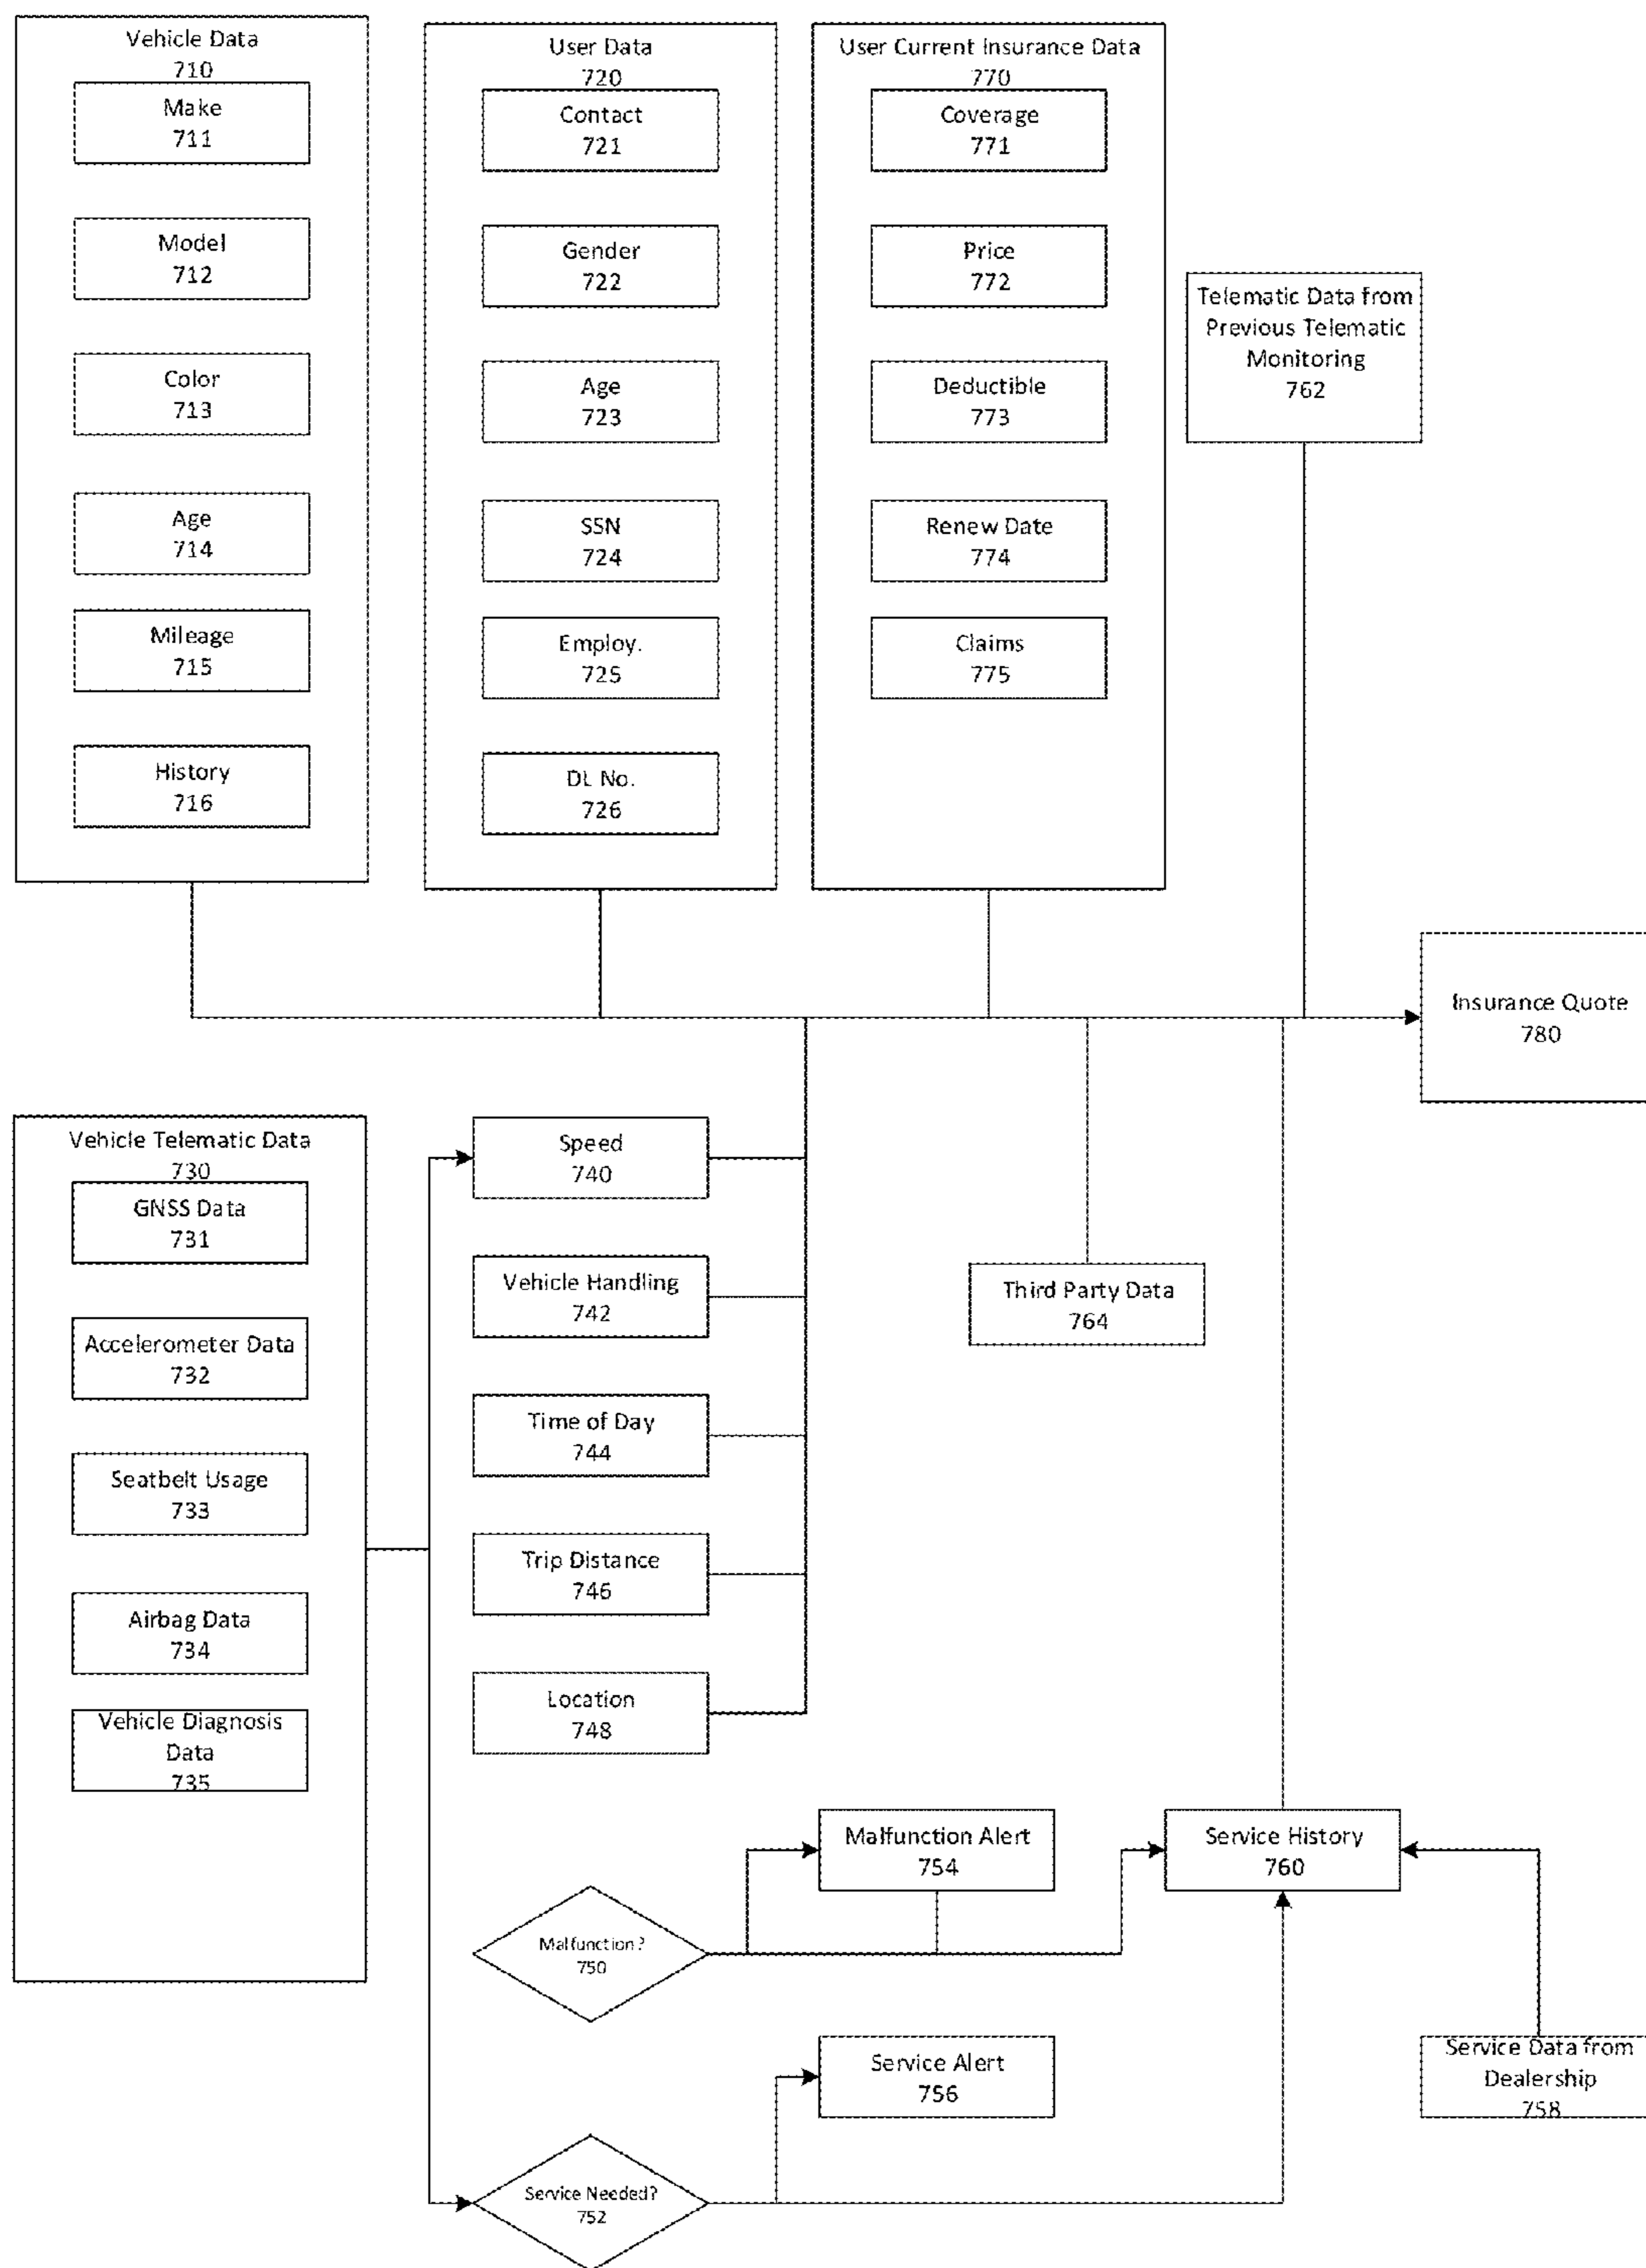 Vehicle Data
710
Make
711
Model
712
Color
713
Age
714
Mileage
715
History
716
User Data
720
Contact
721
Gender
722
Age
723
SSN
724
Employ.
725
DL No.
726
User Current Insurance Data
770
Coverage
771
Price
772
Deductible
773
Renew Date
774
Claims
775
Telematic Data from
Previous Telematic
Monitoring
762
Insurance Quote
780
Vehicle Telematic Data
730
GNSS Data
731
Accelerometer Data
732
Seatbelt Usage
733
Airbag Data
734
Vehicle Diagnosis
Data
735
Speed
740
Vehicle Handling
742
Time of Day
744
Trip Distance
746
Location
748
Third Party Data
764
Malfunction Alert
754
Service History
760
Malfunction?
750
Service Alert
756
Service Data from
Dealership
758
Service Needed?
752